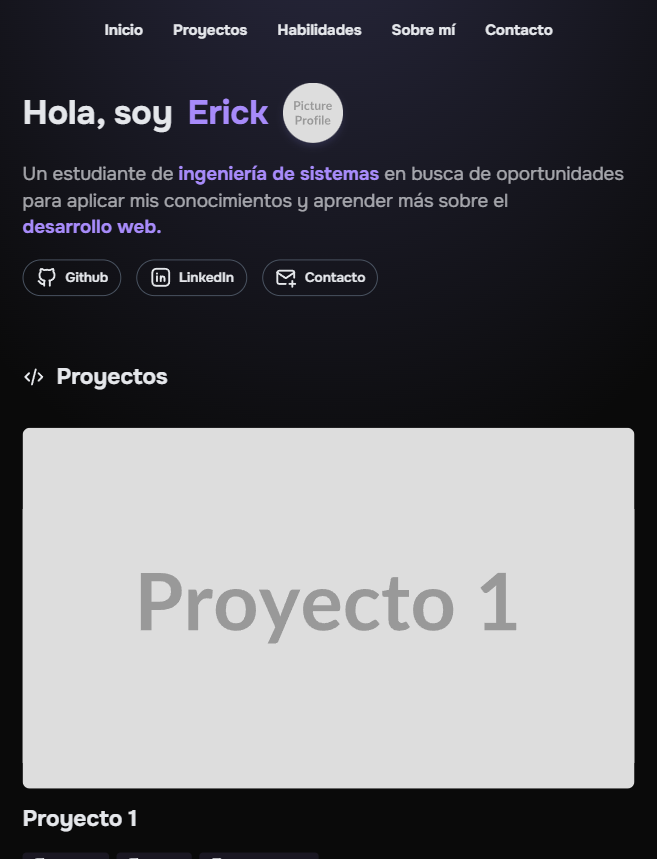 Inicio Proyectos Habilidades Sobre mí Contacto
Hola, soy Erick
Picture
Profile
Un estudiante de ingeniería de sistemas en busca de oportunidades
para aplicar mis conocimientos y aprender más sobre el
desarrollo web.
Github LinkedIn Contacto
Proyectos
Proyecto 1
Proyecto 1